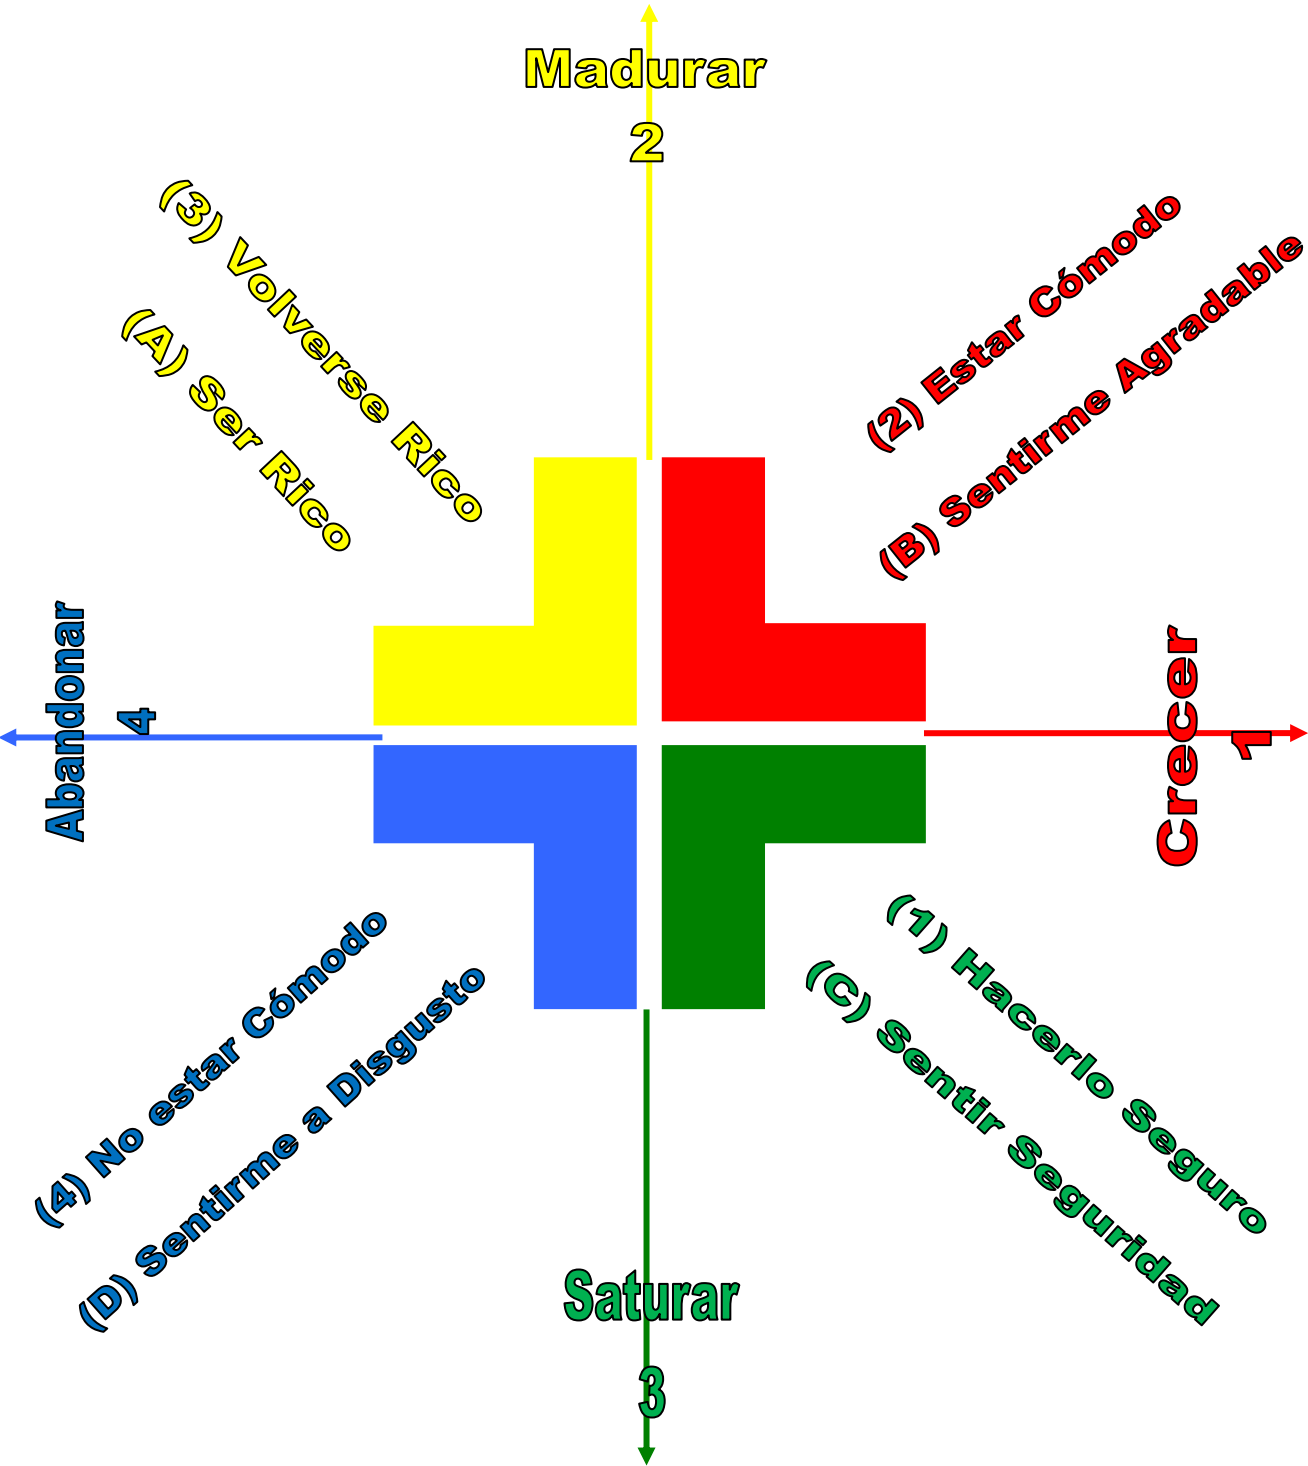 Madurar
2
(3) Volverse Rico
(A) Ser Rico
(2) Estar Cómodo
(B) Sentirme Agradable
Abandonar
4
Crecer
1
(4) No estar Cómodo
(D) Sentirme a Disgusto
(1) Hacerlo Seguro
(C) Sentir Seguridad
Saturar
3